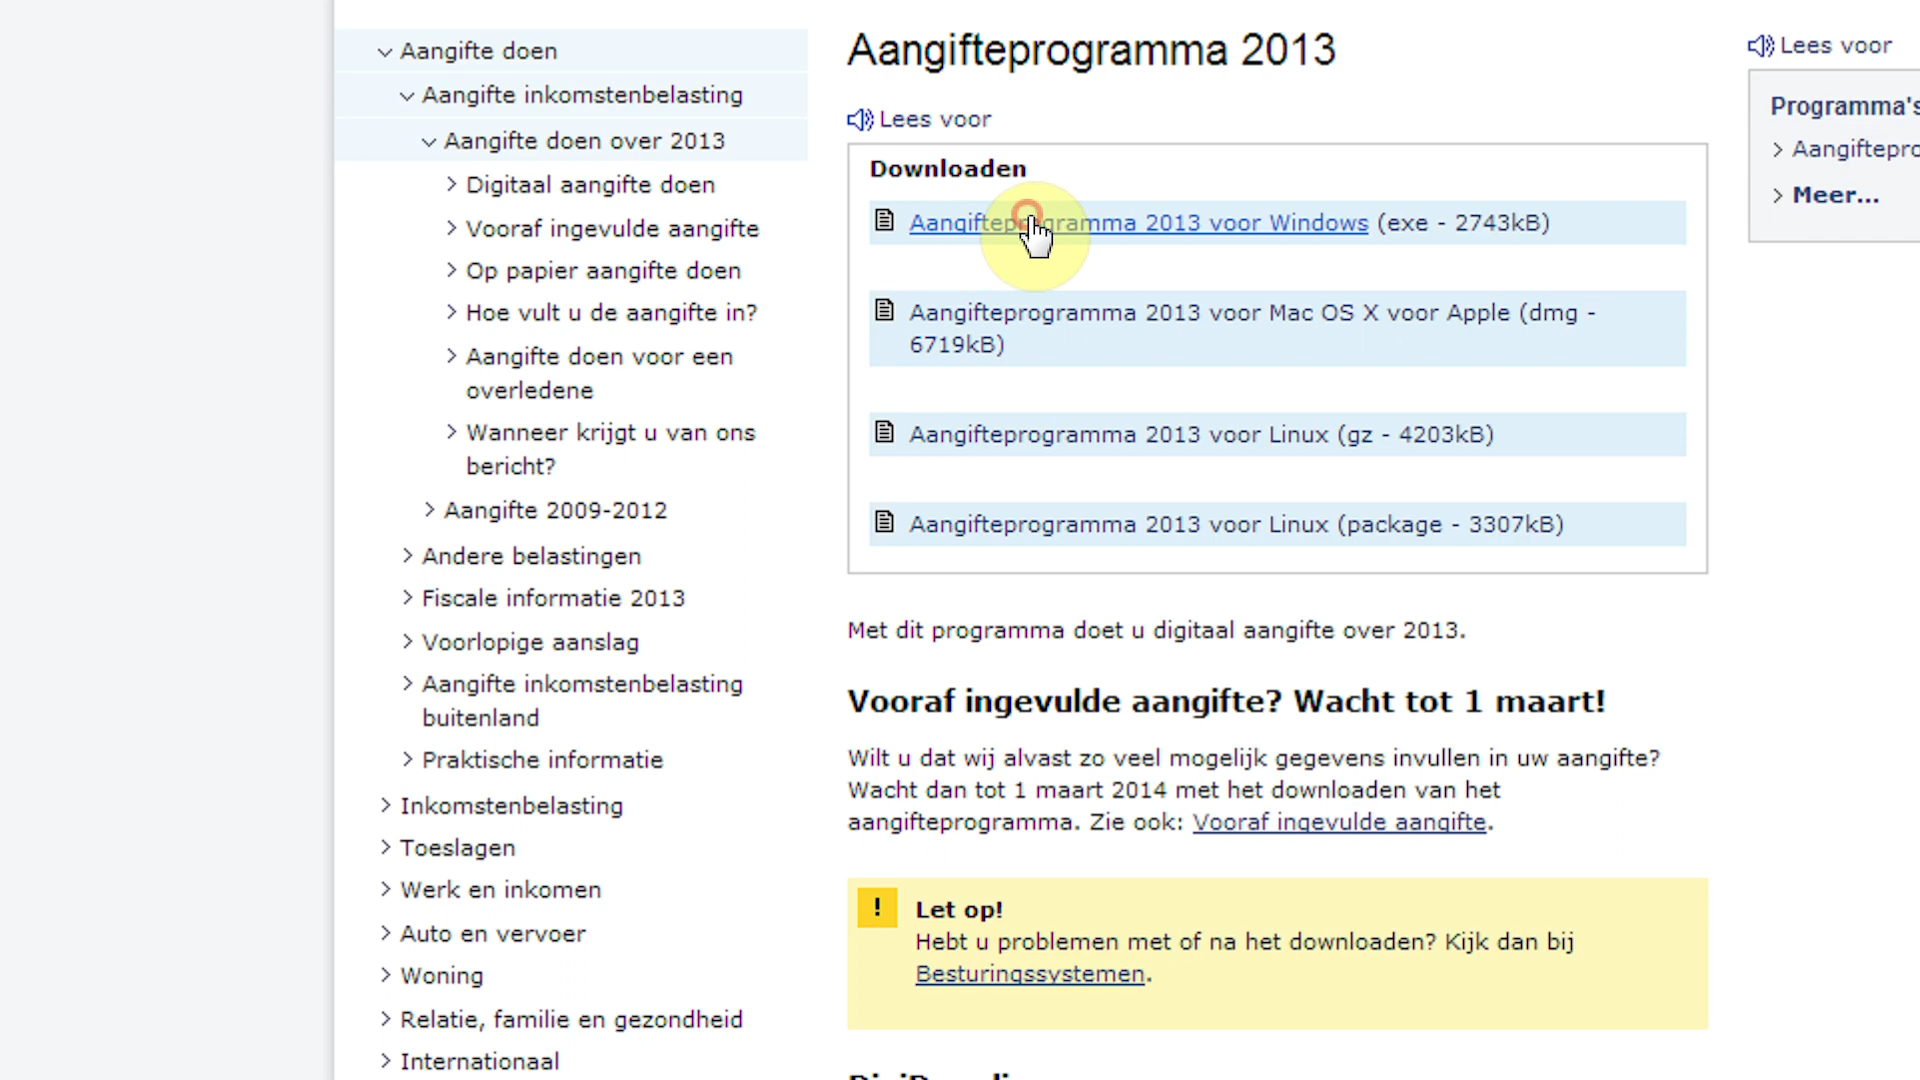 Aangifte doen
Aangifte inkomstenbelasting
Aangifte doen over 2013
Digitaal aangifte doen
Vooraf ingevulde aangifte
Op papier aangifte doen
Hoe vult u de aangifte in?
Aangifte doen voor een
overledene
Wanneer krijgt u van ons
bericht?
Aangifte 2009-2012
Andere belastingen
Fiscale informatie 2013
Voorlopige aanslag
Aangifte inkomstenbelasting
buitenland
Praktische informatie
Inkomstenbelasting
Toeslagen
Werk en inkomen
Auto en vervoer
Woning
Relatie, familie en gezondheid
Internationaal
Aangifteprogramma 2013
Lees voor
Downloaden
Aangifteprogramma 2013 voor Windows (exe - 2743kB)
Aangifteprogramma 2013 voor Mac OS X voor Apple (dmg -
6719kB)
Aangifteprogramma 2013 voor Linux (gz - 4203kB)
Aangifteprogramma 2013 voor Linux (package - 3307kB)
Met dit programma doet u digitaal aangifte over 2013.
Vooraf ingevulde aangifte? Wacht tot 1 maart!
Wilt u dat wij alvast zo veel mogelijk gegevens invullen in uw aangifte?
Wacht dan tot 1 maart 2014 met het downloaden van het
aangifteprogramma. Zie ook: Vooraf ingevulde aangifte.
! Let op!
Hebt u problemen met of na het downloaden? Kijk dan bij
Besturingssystemen.
Lees voor
Programma's
Aangiftepro
Meer...